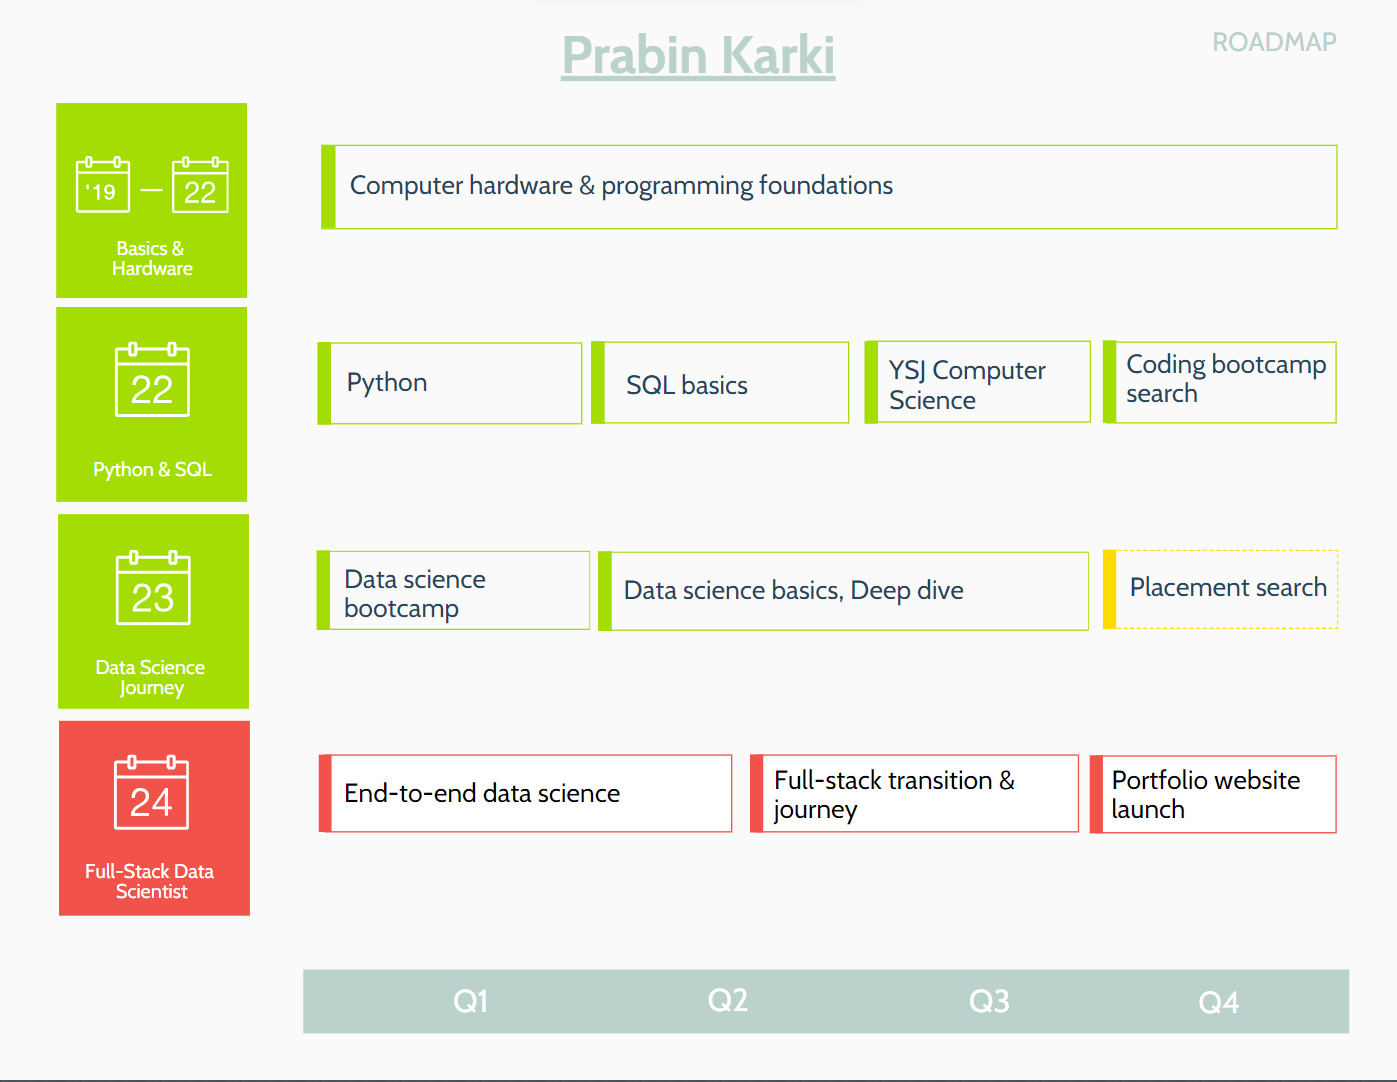 Prabin Karki
ROADMAP
'19 — 22
Basics &
Hardware
Computer hardware & programming foundations
22
Python & SQL
Python
SQL basics
YSJ Computer
Science
Coding bootcamp
search
23
Data Science
Journey
Data science
bootcamp
Data science basics, Deep dive
Placement search
24
Full-Stack Data
Scientist
End-to-end data science
Full-stack transition &
journey
Portfolio website
launch
Q1
Q2
Q3
Q4